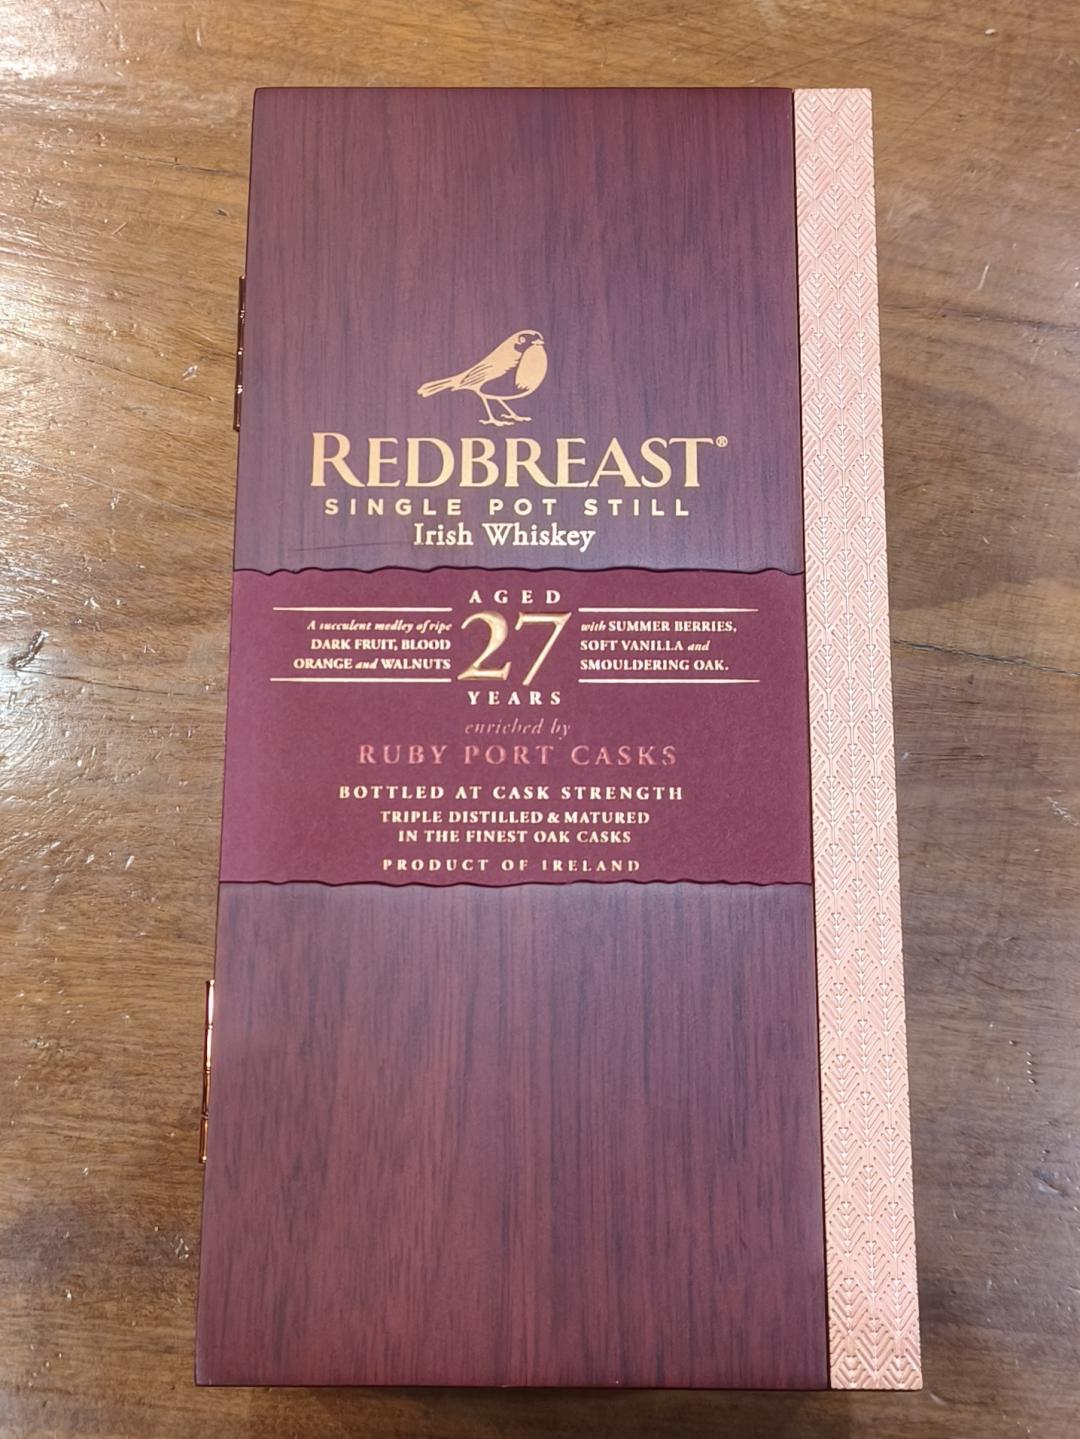 REDBREAST®
SINGLE POT STILL
Irish Whiskey
AGED
27
YEARS
A succulent medley of ripe
DARK FRUIT, BLOOD
ORANGE and WALNUTS
with SUMMER BERRIES,
SOFT VANILLA and
SMOULDERING OAK.
enriched by
RUBY PORT CASKS
BOTTLED AT CASK STRENGTH
TRIPLE DISTILLED & MATURED
IN THE FINEST OAK CASKS
PRODUCT OF IRELAND